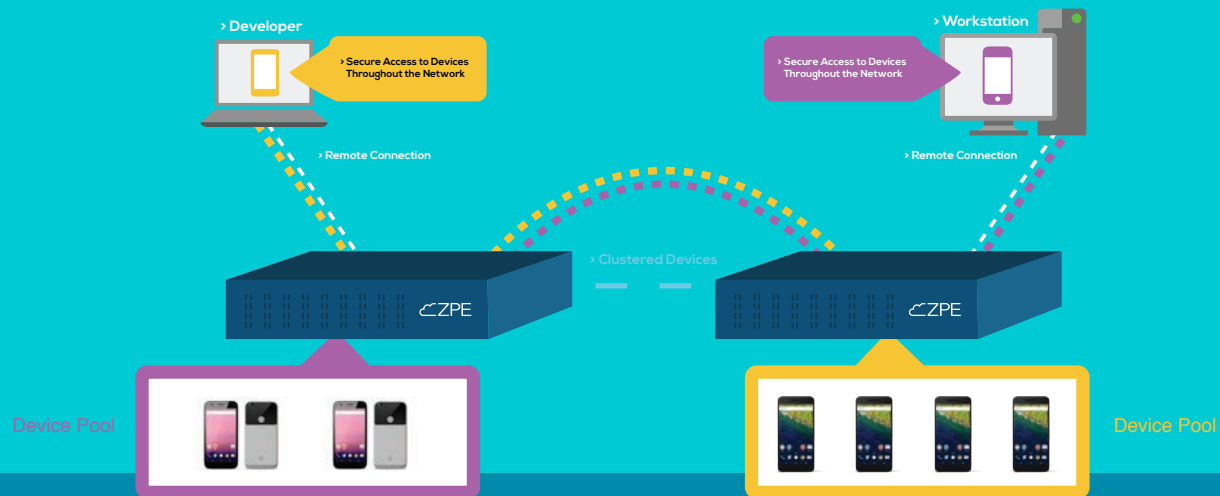 > Developer
> Workstation
> Secure Access to Devices
Throughout the Network
> Secure Access to Devices
Throughout the Network
> Remote Connection
> Remote Connection
> Clustered Devices
ZPE
ZPE
Device Pool
Device Pool